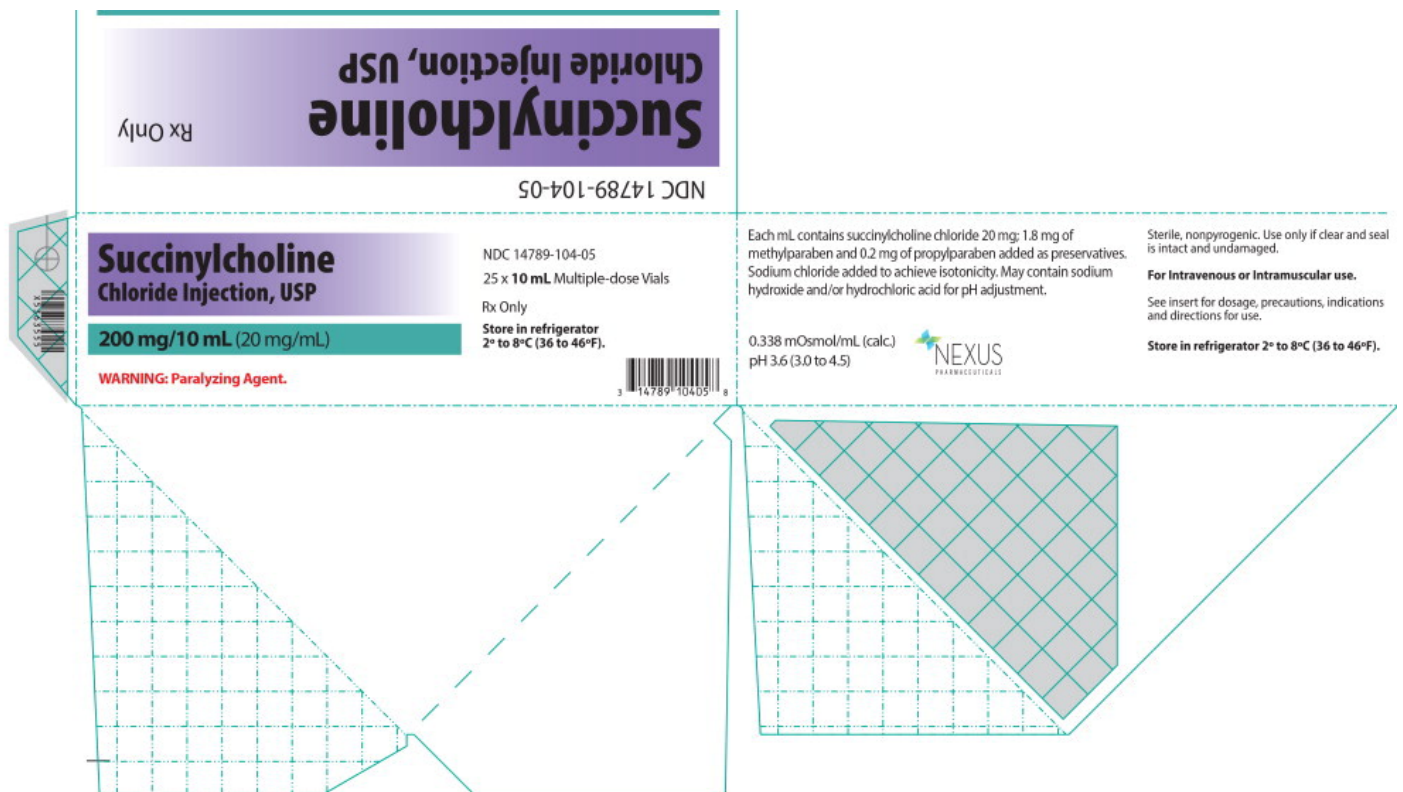 Succinylcholine
Chloride Injection, USP
Rx Only
NDC 14789-104-05
Succinylcholine
Chloride Injection, USP
200 mg/10 mL (20 mg/mL)
WARNING: Paralyzing Agent.
NDC 14789-104-05
25 x 10 mL Multiple-dose Vials
Rx Only
Store in refrigerator
2º to 8ºC (36 to 46ºF).
3 14789 10405 8
Each mL contains succinylcholine chloride 20 mg; 1.8 mg of
methylparaben and 0.2 mg of propylparaben added as preservatives.
Sodium chloride added to achieve isotonicity. May contain sodium
hydroxide and/or hydrochloric acid for pH adjustment.
0.338 mOsmol/mL (calc.)
pH 3.6 (3.0 to 4.5)
NEXUS
PHARMACEUTICALS
Sterile, nonpyrogenic. Use only if clear and seal
is intact and undamaged.
For Intravenous or Intramuscular use.
See insert for dosage, precautions, indications
and directions for use.
Store in refrigerator 2º to 8ºC (36 to 46ºF).